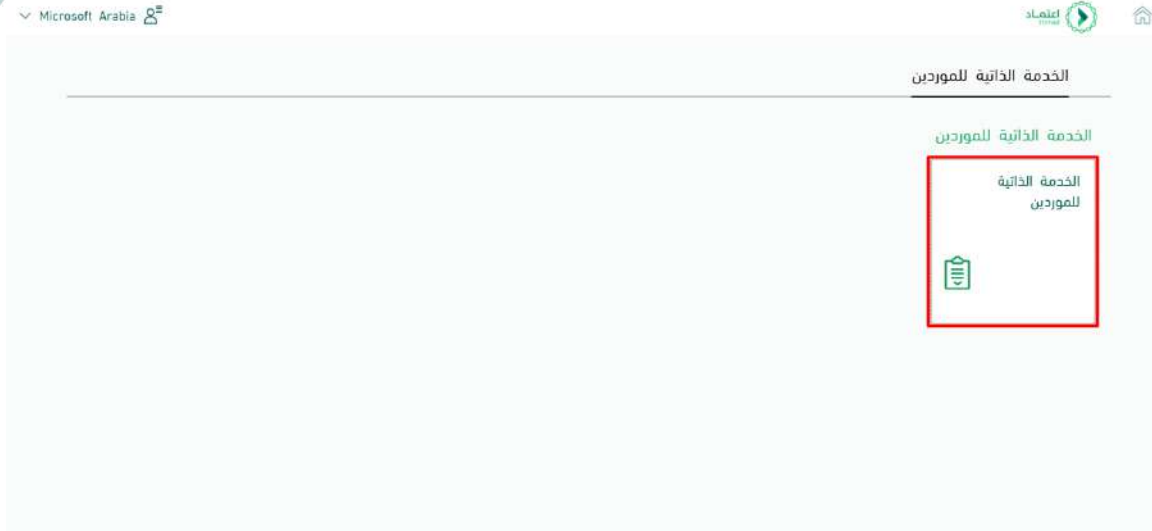 Microsoft Arabia
اعتماد
الخدمة الذاتية للموردين
الخدمة الذاتية للموردين
الخدمة الذاتية
للموردين